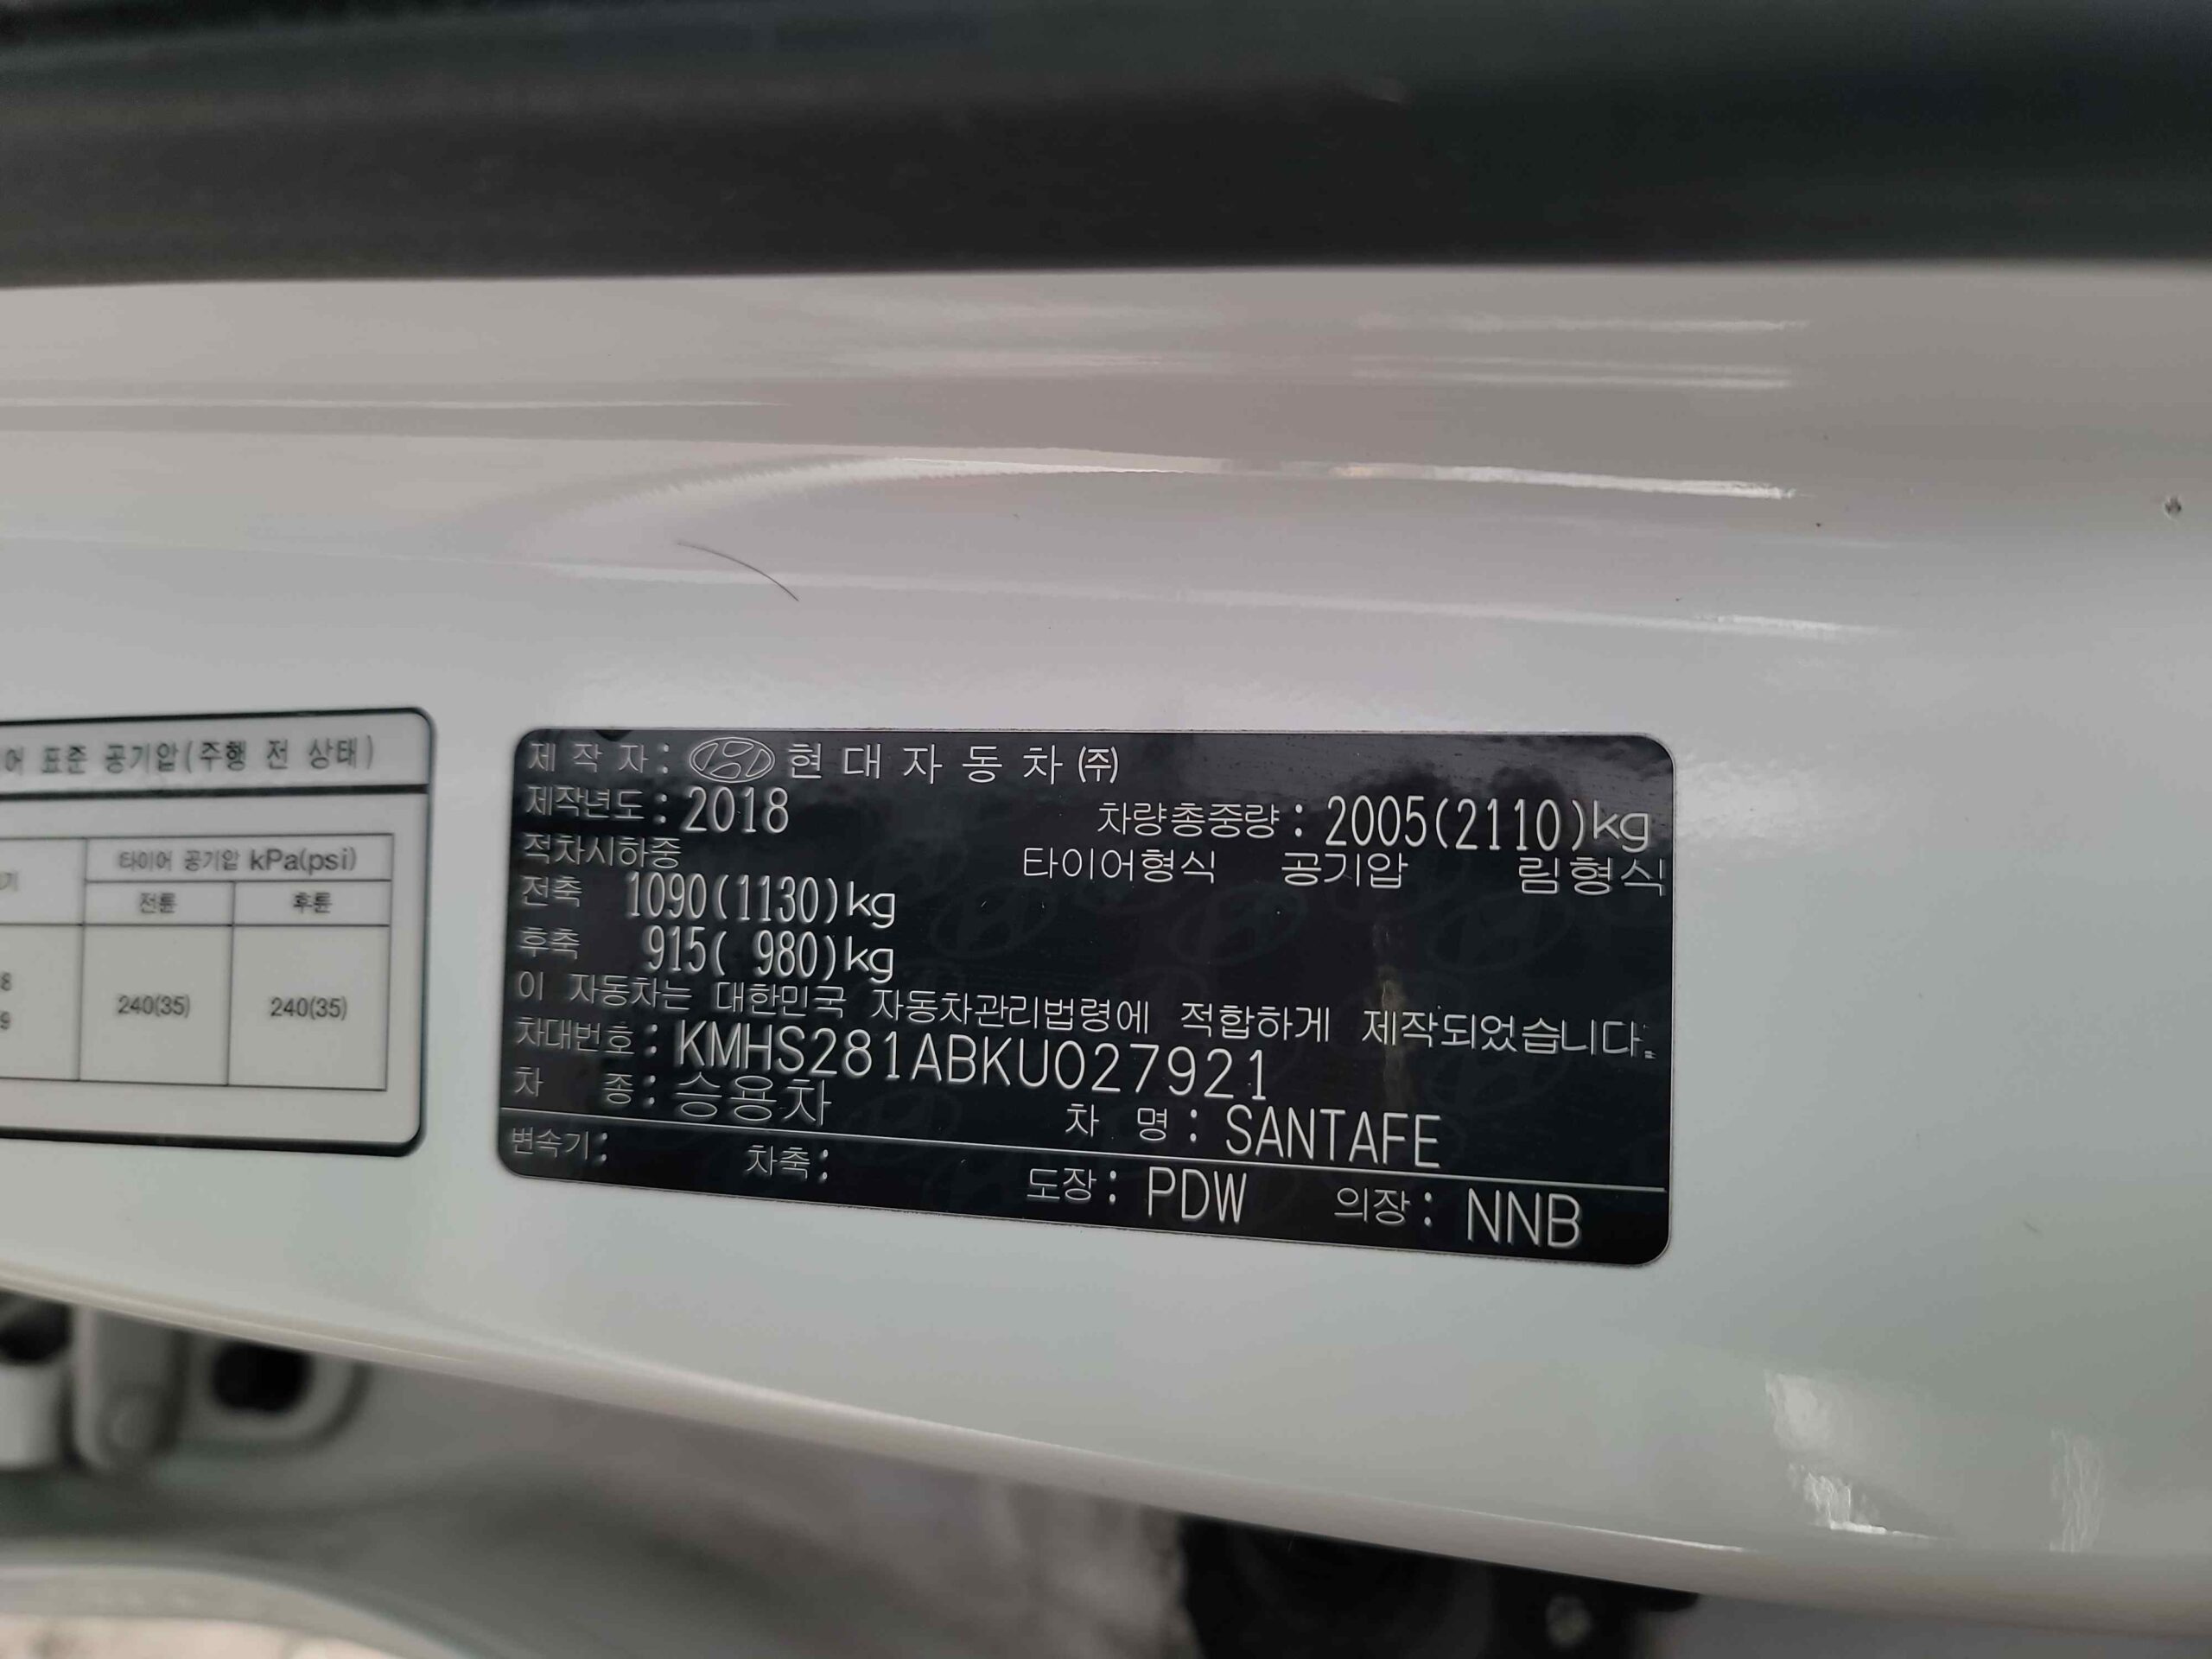 어 표준 공기압(주행 전 상태)
타이어 공기압 kPa(psi)
기 전륜 후륜
8
9
240(35) 240(35)
제 작 자 : 현 대 자 동 차 ㈜
제작년도 : 2018 차량총중량 : 2005(2110)kg
적차시하중 타이어형식 공기압 림형식
전축 1090(1130)kg
후축 915( 980)kg
이 자동차는 대한민국 자동차관리법령에 적합하게 제작되었습니다.
차대번호 : KMHS281ABKU027921
차 종 : 승용차 차 명 : SANTAFE
변속기 : 차축 : 도장 : PDW 의장 : NNB